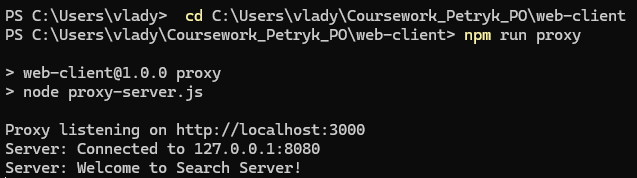 PS C:\Users\vlady>  cd C:\Users\vlady\Coursework_Petryk_PO\web-client
PS C:\Users\vlady\Coursework_Petryk_PO\web-client> npm run proxy
> web-client@1.0.0 proxy
> node proxy-server.js
Proxy listening on http://localhost:3000
Server: Connected to 127.0.0.1:8080
Server: Welcome to Search Server!